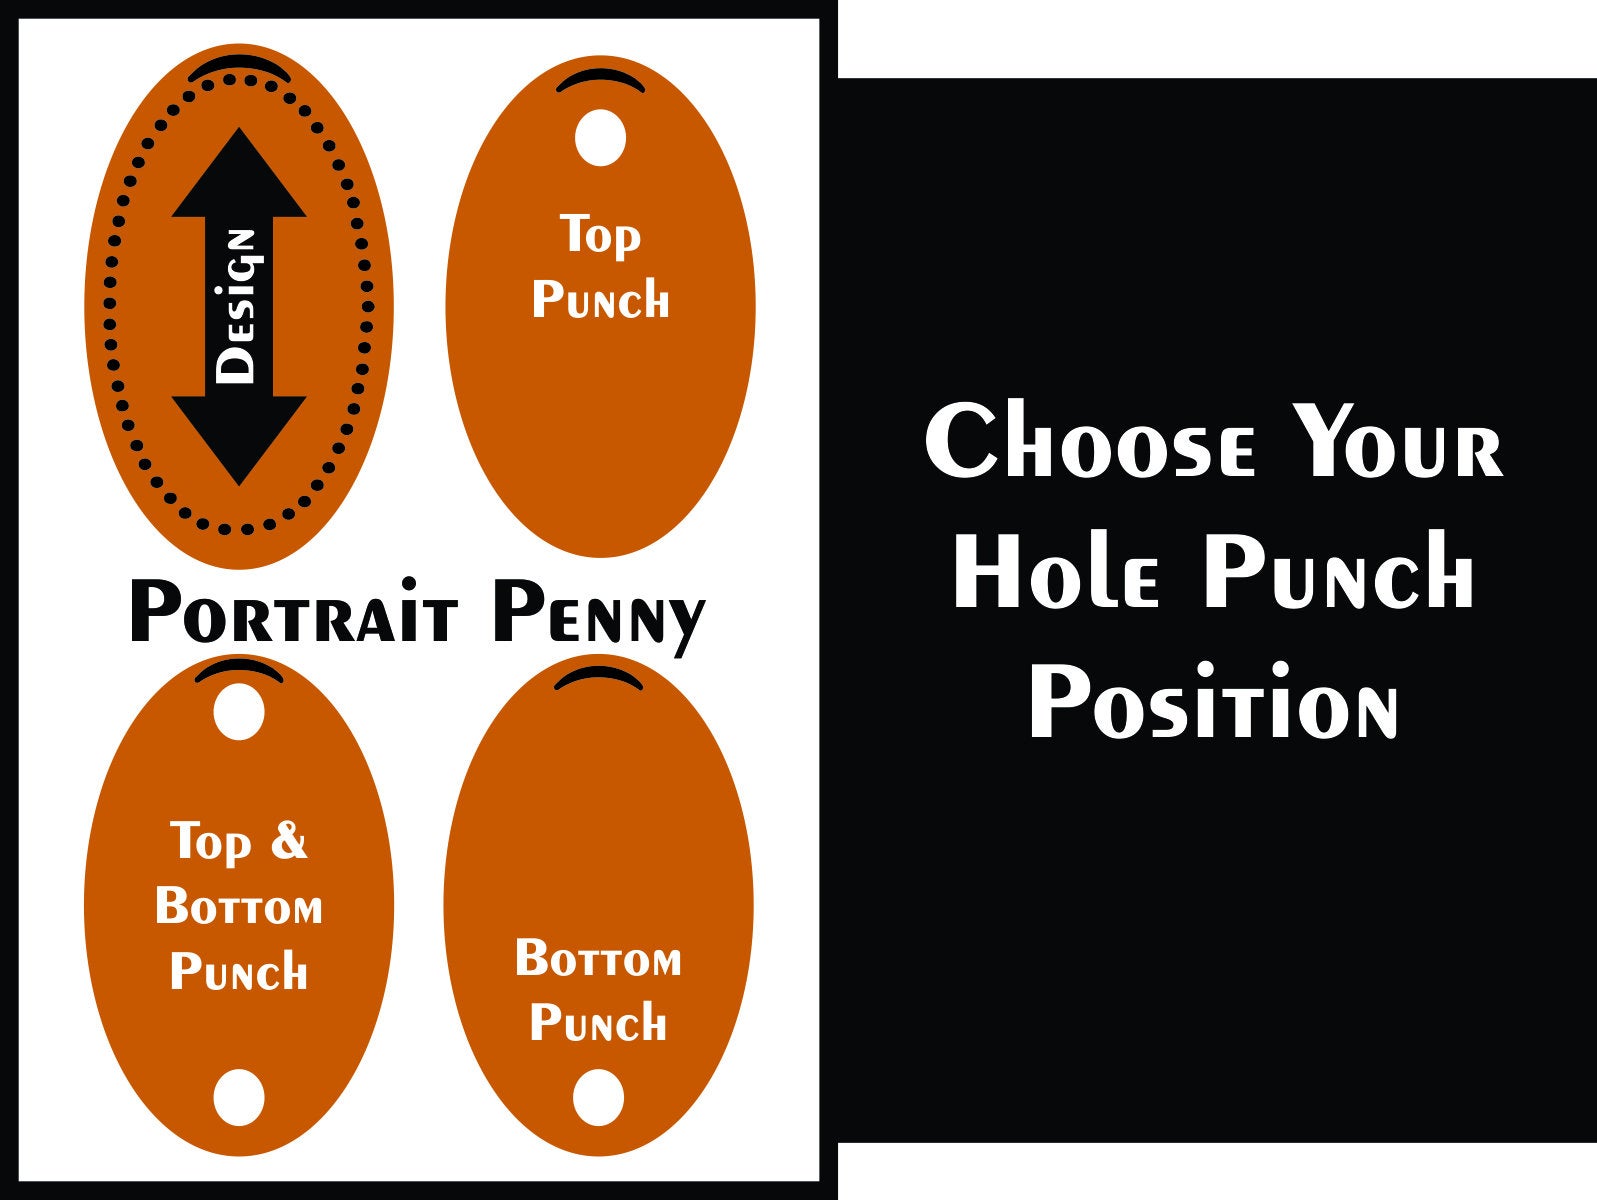 Design
Top
Punch
Portrait Penny
Top &
Bottom
Punch
Bottom
Punch
Choose Your
Hole Punch
Position